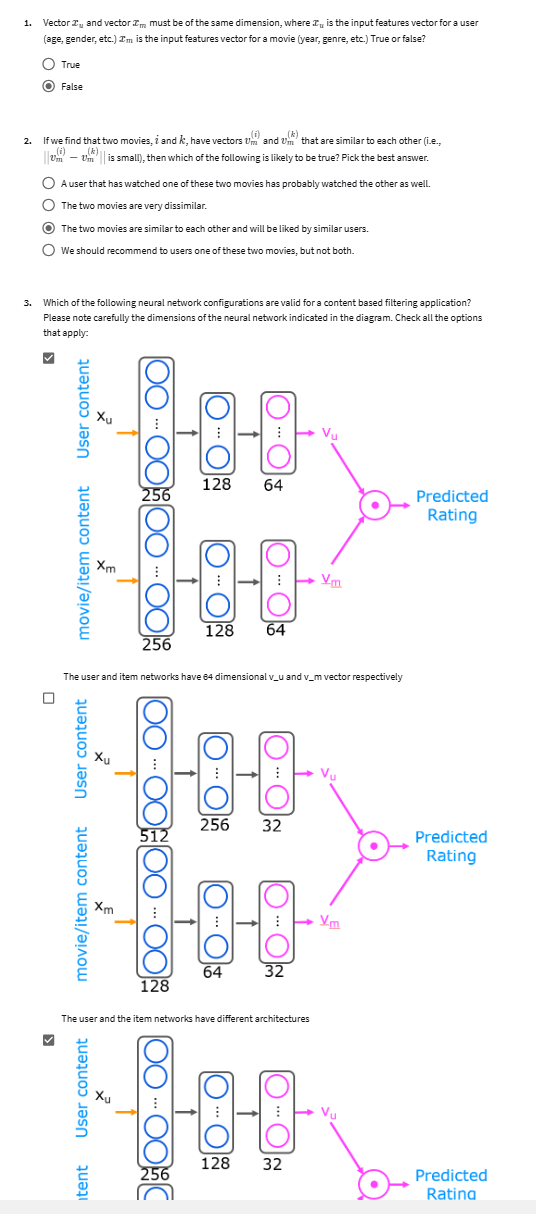 1. Vector x_u and vector x_m must be of the same dimension, where x_u is the input features vector for a user
(age, gender, etc.) x_m is the input features vector for a movie (year, genre, etc.) True or false?
True
False
2. If we find that two movies, i and k, have vectors v_m^(i) and v_m^(k) that are similar to each other (i.e.,
||v_m^(i) − v_m^(k)|| is small), then which of the following is likely to be true? Pick the best answer.
A user that has watched one of these two movies has probably watched the other as well.
The two movies are very dissimilar.
The two movies are similar to each other and will be liked by similar users.
We should recommend to users one of these two movies, but not both.
3. Which of the following neural network configurations are valid for a content based filtering application?
Please note carefully the dimensions of the neural network indicated in the diagram. Check all the options
that apply:
User content
Xu
256
128
64
Vu
movie/item content
Xm
256
128
64
Vm
Predicted
Rating
The user and item networks have 64 dimensional v_u and v_m vector respectively
User content
Xu
512
256
32
Vu
movie/item content
Xm
128
64
32
Vm
Predicted
Rating
The user and the item networks have different architectures
User content
Xu
256
128
32
Vu
Predicted
Rating
tent